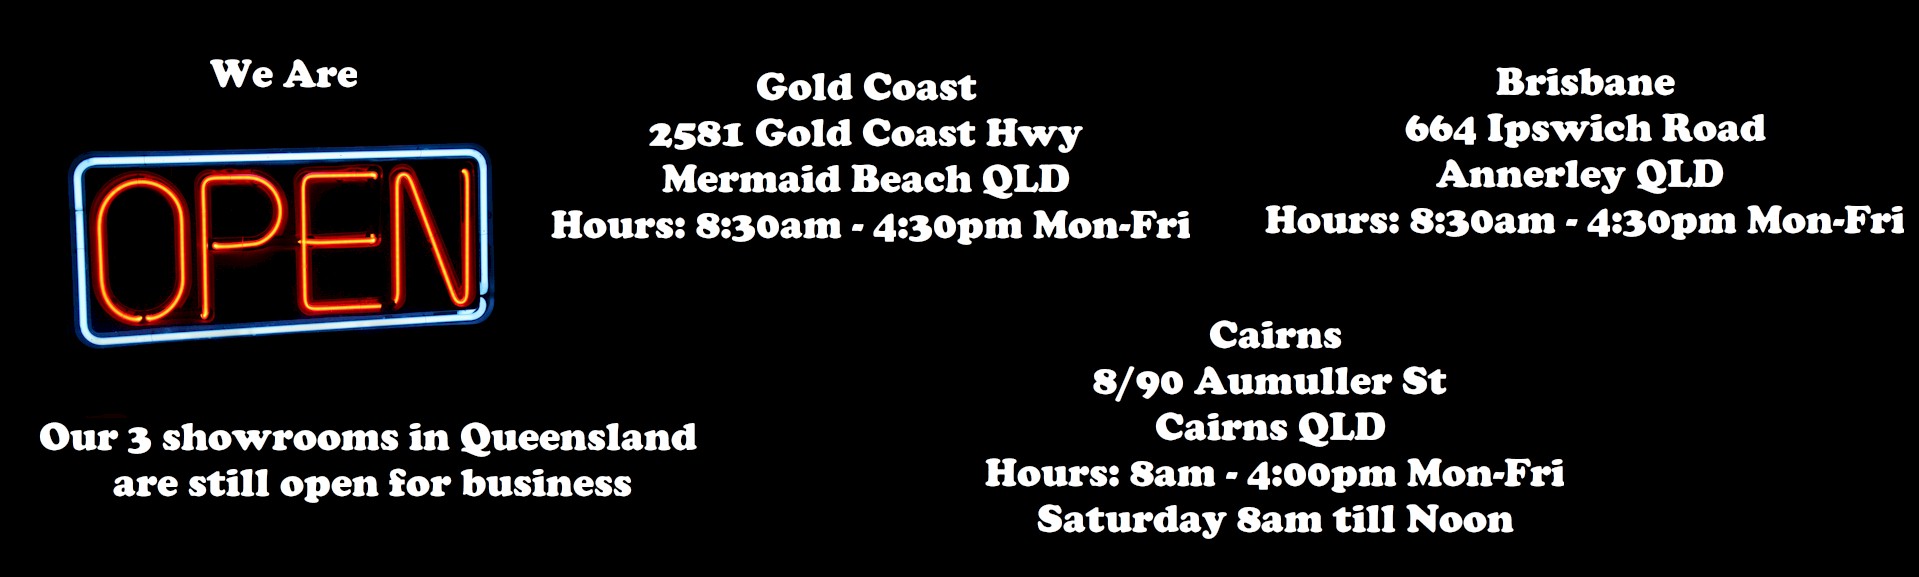 We Are
OPEN
Our 3 showrooms in Queensland
are still open for business
Gold Coast
2581 Gold Coast Hwy
Mermaid Beach QLD
Hours: 8:30am - 4:30pm Mon-Fri
Brisbane
664 Ipswich Road
Annerley QLD
Hours: 8:30am - 4:30pm Mon-Fri
Cairns
8/90 Aumuller St
Cairns QLD
Hours: 8am - 4:00pm Mon-Fri
Saturday 8am till Noon